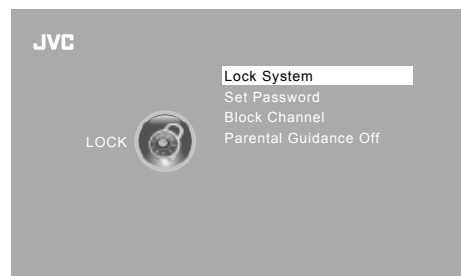 JVC
Lock System
Set Password
Block Channel
LOCK
Parental Guidance Off